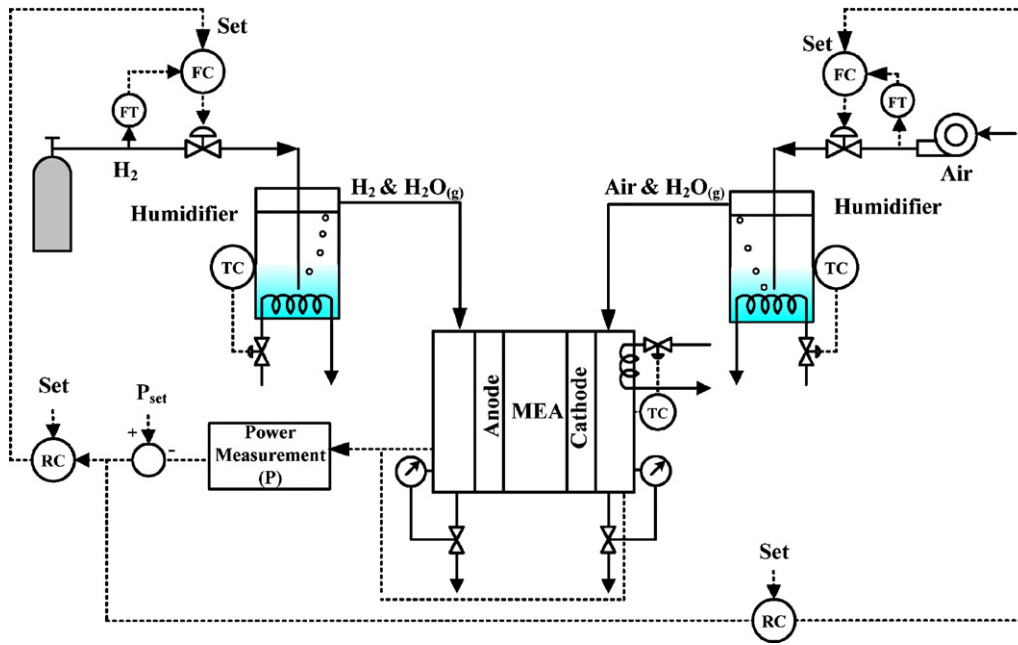 Set
FC
FT
H₂
Set
FC
FT
Air
H₂ & H₂O₍g₎
Air & H₂O₍g₎
Humidifier
Humidifier
TC
TC
Anode
MEA
Cathode
TC
Set
P_set
+
-
RC
Power
Measurement
(P)
Set
RC